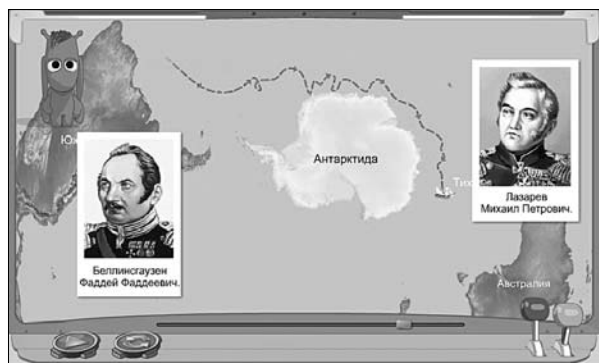 Антарктида
Беллинсгаузен
Фаддей Фаддеевич.
Лазарев
Михаил Петрович.
Австралия